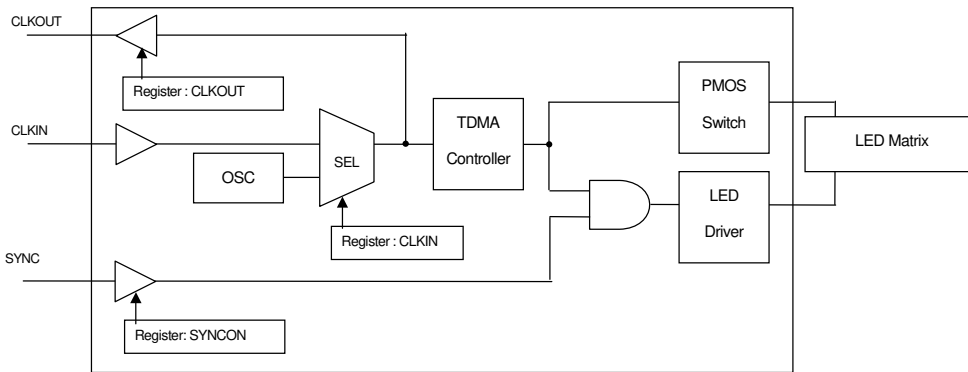 CLKOUT
Register : CLKOUT
CLKIN
OSC
SEL
Register : CLKIN
TDMA
Controller
PMOS
Switch
LED Matrix
LED
Driver
SYNC
Register: SYNCON